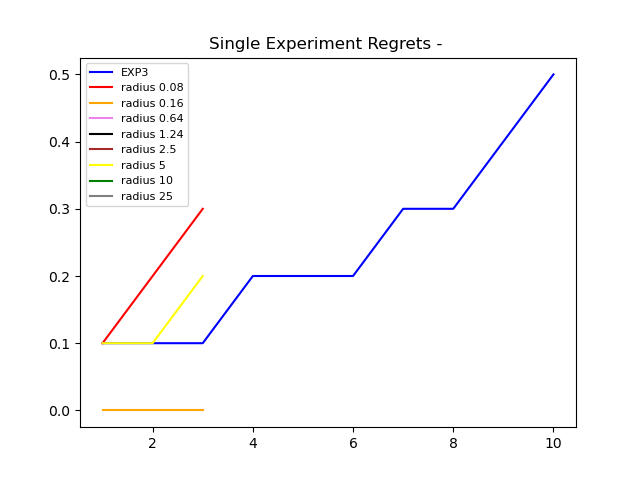 Single Experiment Regrets -
0.5
0.4
0.3
0.2
0.1
0.0
EXP3
radius 0.08
radius 0.16
radius 0.64
radius 1.24
radius 2.5
radius 5
radius 10
radius 25
2 4 6 8 10